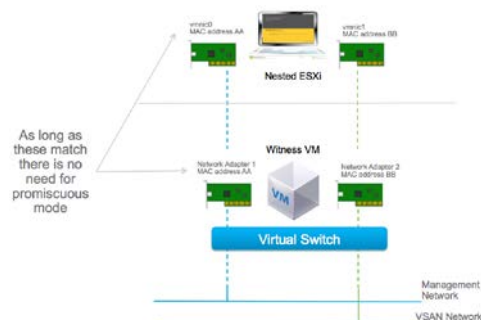 vmnic0
MAC address AA
vmnic1
MAC address BB
Nested ESXi
As long as
these match
there is no
need for
promiscuous
mode
Witness VM
Network Adapter 1
MAC address AA
Network Adapter 2
MAC address BB
VM
Virtual Switch
Management
Network
VSAN Network